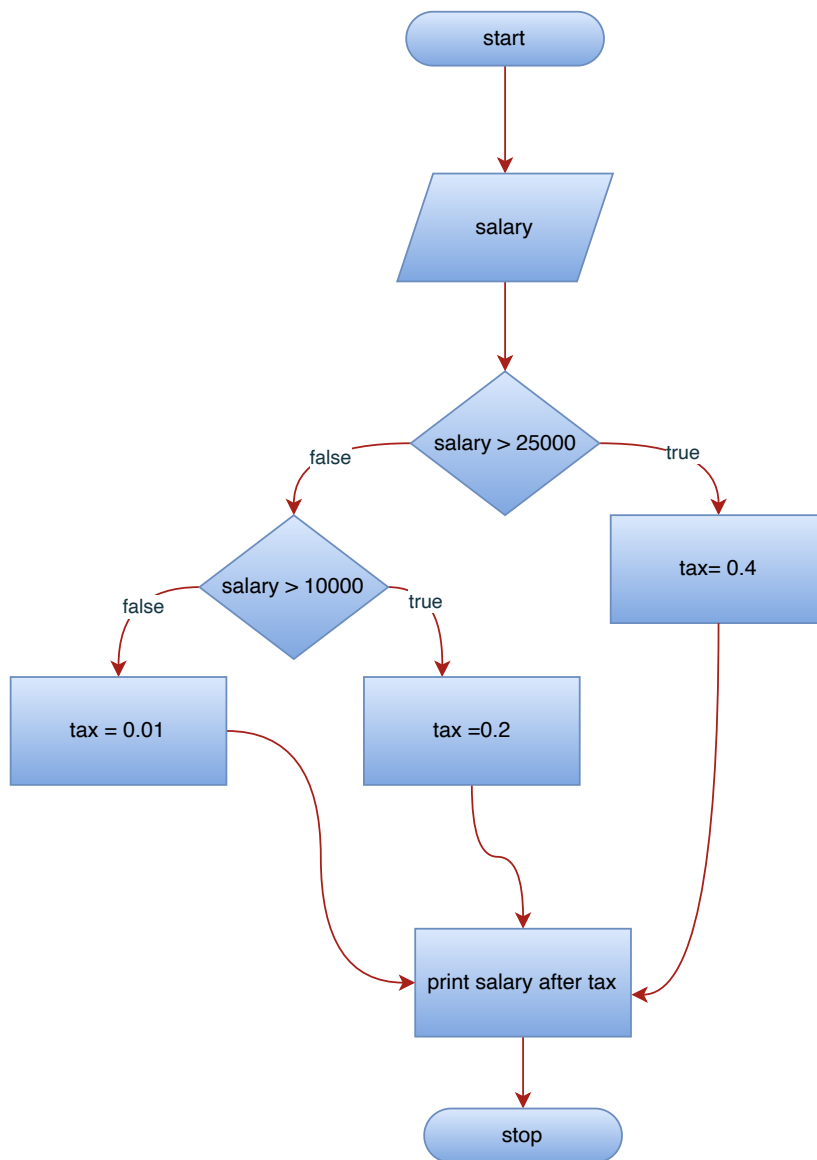 start
salary
salary > 25000
false
true
salary > 10000
tax= 0.4
false
true
tax = 0.01
tax =0.2
print salary after tax
stop